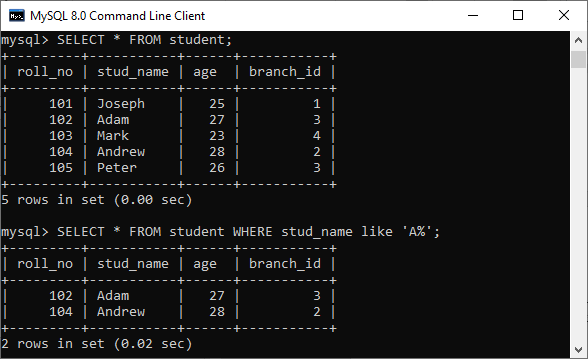 MySQL 8.0 Command Line Client
mysql> SELECT * FROM student;
+---------+-----------+------+-----------+
| roll_no | stud_name | age  | branch_id |
+---------+-----------+------+-----------+
|     101 | Joseph    |   25 |         1 |
|     102 | Adam      |   27 |         3 |
|     103 | Mark      |   23 |         4 |
|     104 | Andrew    |   28 |         2 |
|     105 | Peter     |   26 |         3 |
+---------+-----------+------+-----------+
5 rows in set (0.00 sec)
mysql> SELECT * FROM student WHERE stud_name like 'A%';
+---------+-----------+------+-----------+
| roll_no | stud_name | age  | branch_id |
+---------+-----------+------+-----------+
|     102 | Adam      |   27 |         3 |
|     104 | Andrew    |   28 |         2 |
+---------+-----------+------+-----------+
2 rows in set (0.02 sec)